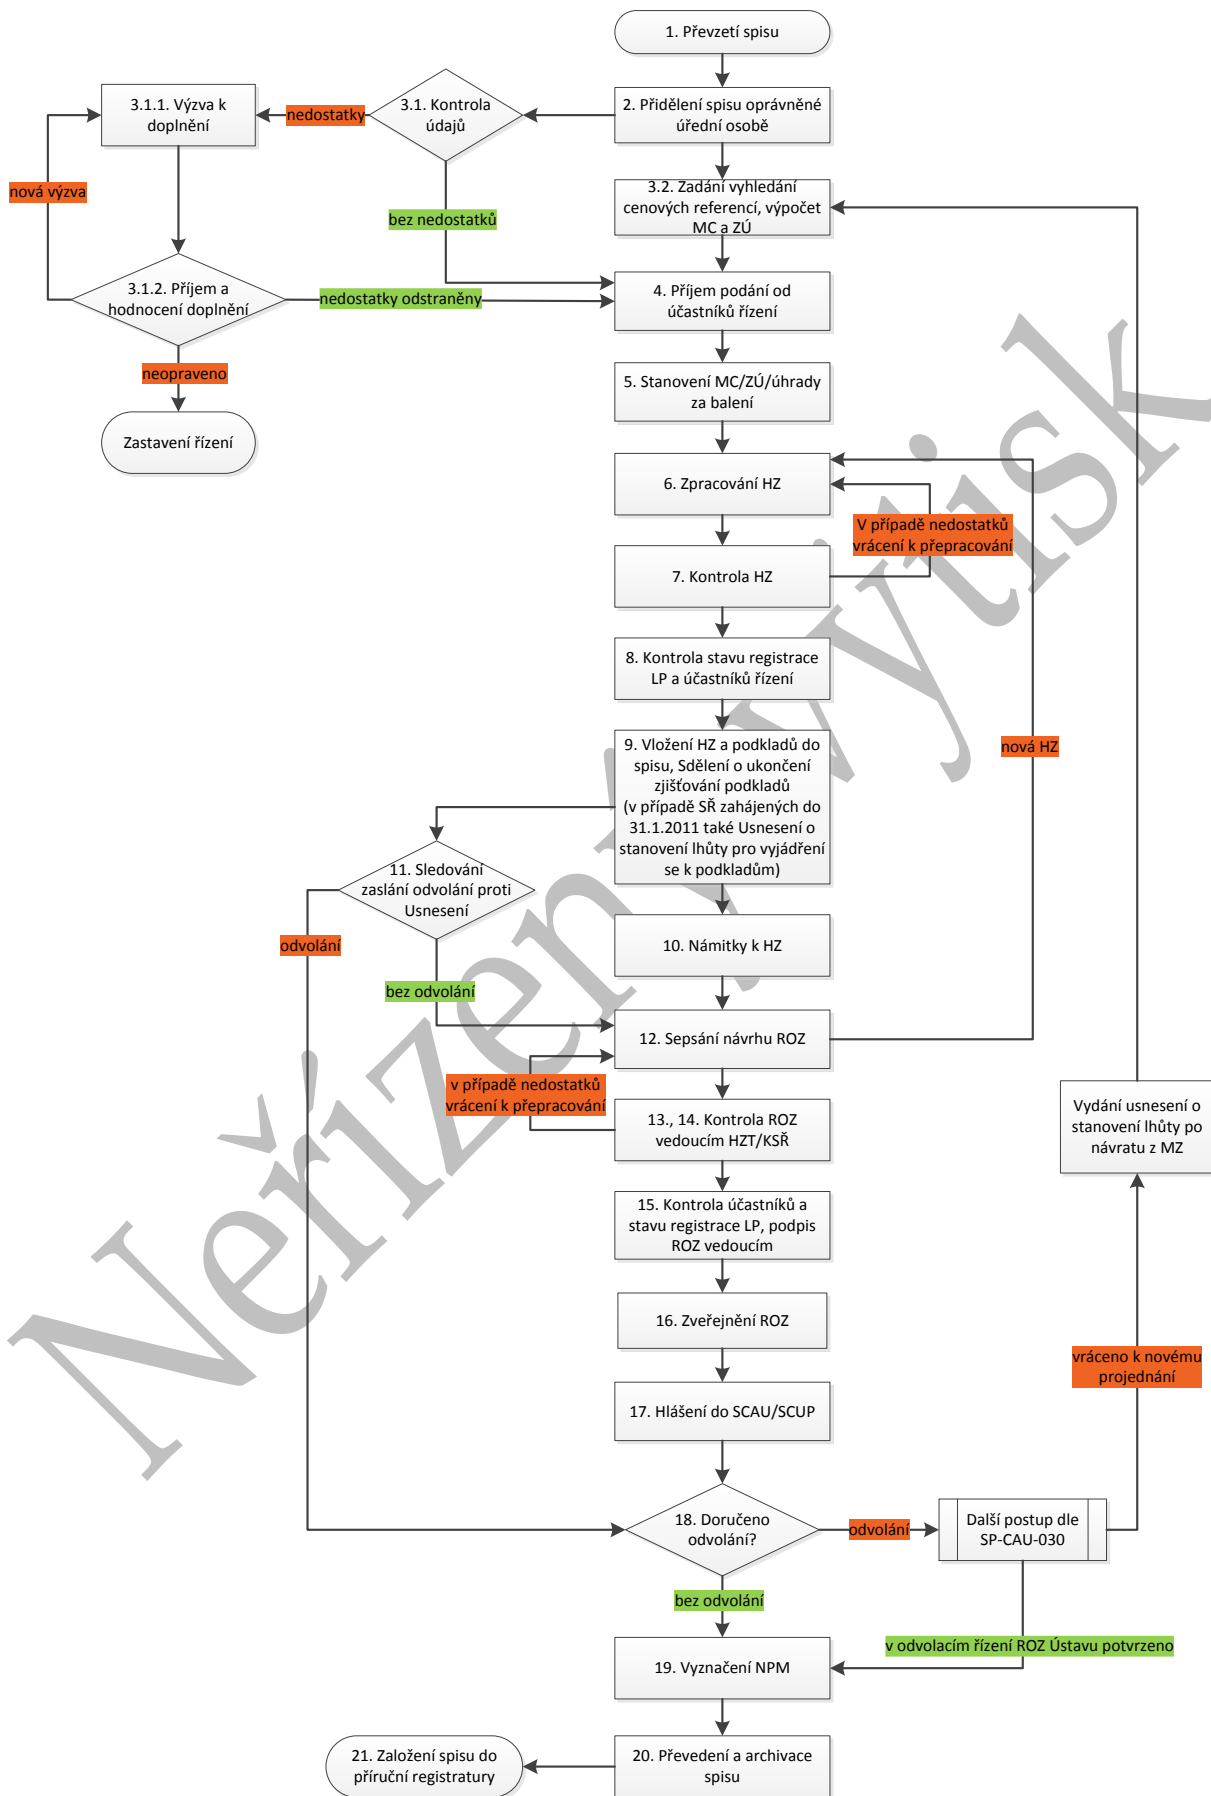 1. Převzetí spisu
2. Přidělení spisu oprávněné
úřední osobě
3.1. Kontrola
údajů
nedostatky
3.1.1. Výzva k
doplnění
nová výzva
bez nedostatků
3.2. Zadání vyhledání
cenových referencí, výpočet
MC a ZÚ
3.1.2. Příjem a
hodnocení doplnění
nedostatky odstraněny
4. Příjem podání od
účastníků řízení
neopraveno
Zastavení řízení
5. Stanovení MC/ZÚ/úhrady
za balení
6. Zpracování HZ
V případě nedostatků
vrácení k přepracování
7. Kontrola HZ
8. Kontrola stavu registrace
LP a účastníků řízení
9. Vložení HZ a podkladů do
spisu, Sdělení o ukončení
zjišťování podkladů
(v případě SŘ zahájených do
31.1.2011 také Usnesení o
stanovení lhůty pro vyjádření
se k podkladům)
nová HZ
11. Sledování
zaslání odvolání proti
Usnesení
odvolání
bez odvolání
10. Námitky k HZ
12. Sepsání návrhu ROZ
v případě nedostatků
vrácení k přepracování
13., 14. Kontrola ROZ
vedoucím HZT/KSŘ
Vydání usnesení o
stanovení lhůty po
návratu z MZ
15. Kontrola účastníků a
stavu registrace LP, podpis
ROZ vedoucím
16. Zveřejnění ROZ
vráceno k novému
projednání
17. Hlášení do SCAU/SCUP
18. Doručeno
odvolání?
odvolání
Další postup dle
SP-CAU-030
bez odvolání
v odvolacím řízení ROZ Ústavu potvrzeno
19. Vyznačení NPM
20. Převedení a archivace
spisu
21. Založení spisu do
příruční registratury
Neřízený výtisk